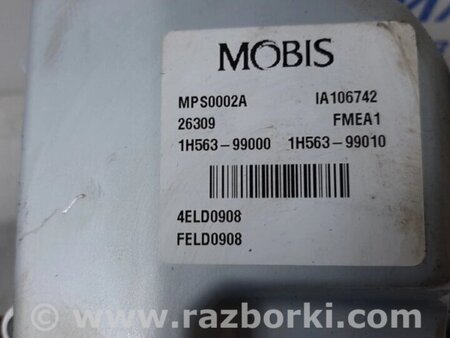 MOBIS
MPS0002A IA106742
26309 FMEA1
1H563-99000 1H563-99010
4ELD0908
FELD0908
© www.razborki.com